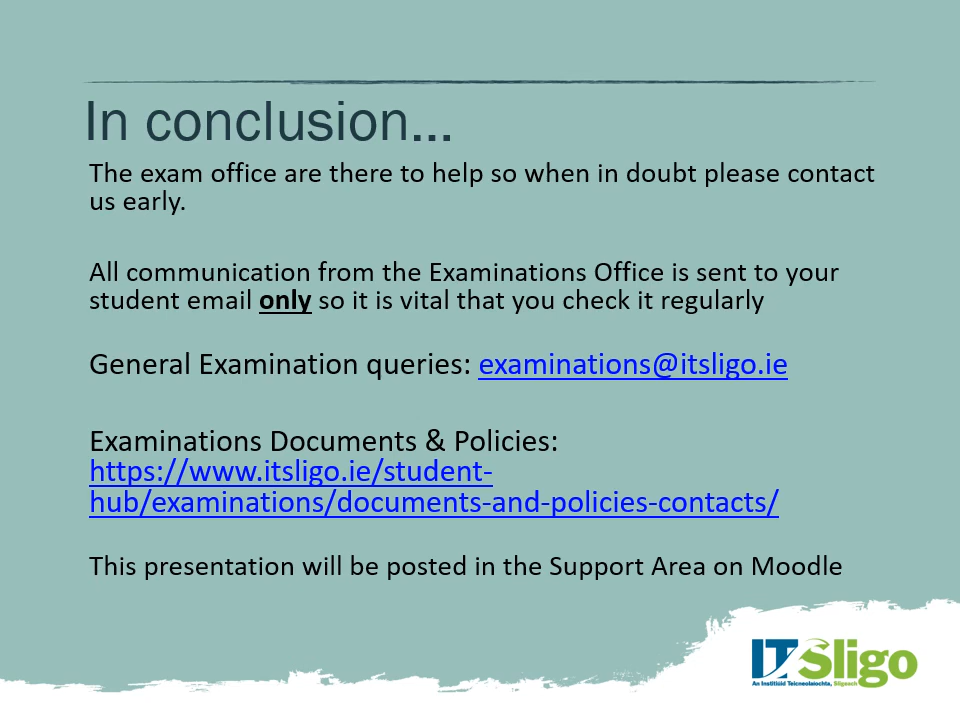 In conclusion...
The exam office are there to help so when in doubt please contact
us early.
All communication from the Examinations Office is sent to your
student email only so it is vital that you check it regularly
General Examination queries: examinations@itsligo.ie
Examinations Documents & Policies:
https://www.itsligo.ie/student-
hub/examinations/documents-and-policies-contacts/
This presentation will be posted in the Support Area on Moodle
IT Sligo
An Institiúid Teicneolaíochta, Sligeach